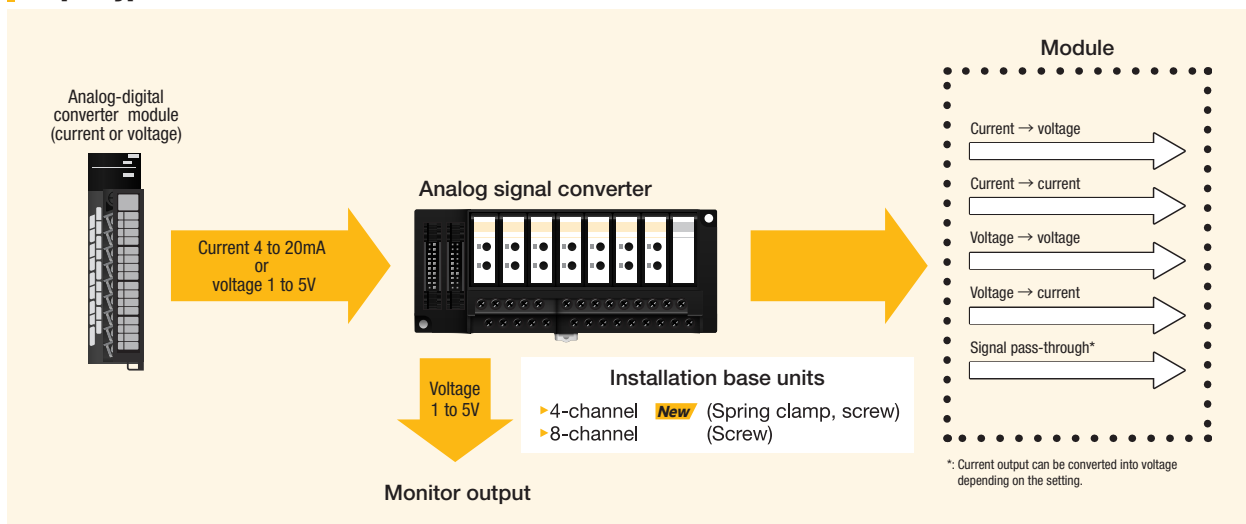 Module
Analog-digital
converter module
(current or voltage)
Current → voltage
Analog signal converter
Current → current
Current 4 to 20mA
or
voltage 1 to 5V
Voltage → voltage
Voltage → current
Signal pass-through*
Voltage
1 to 5V
Installation base units
▸4-channel New (Spring clamp, screw)
▸8-channel (Screw)
Monitor output
*: Current output can be converted into voltage
depending on the setting.